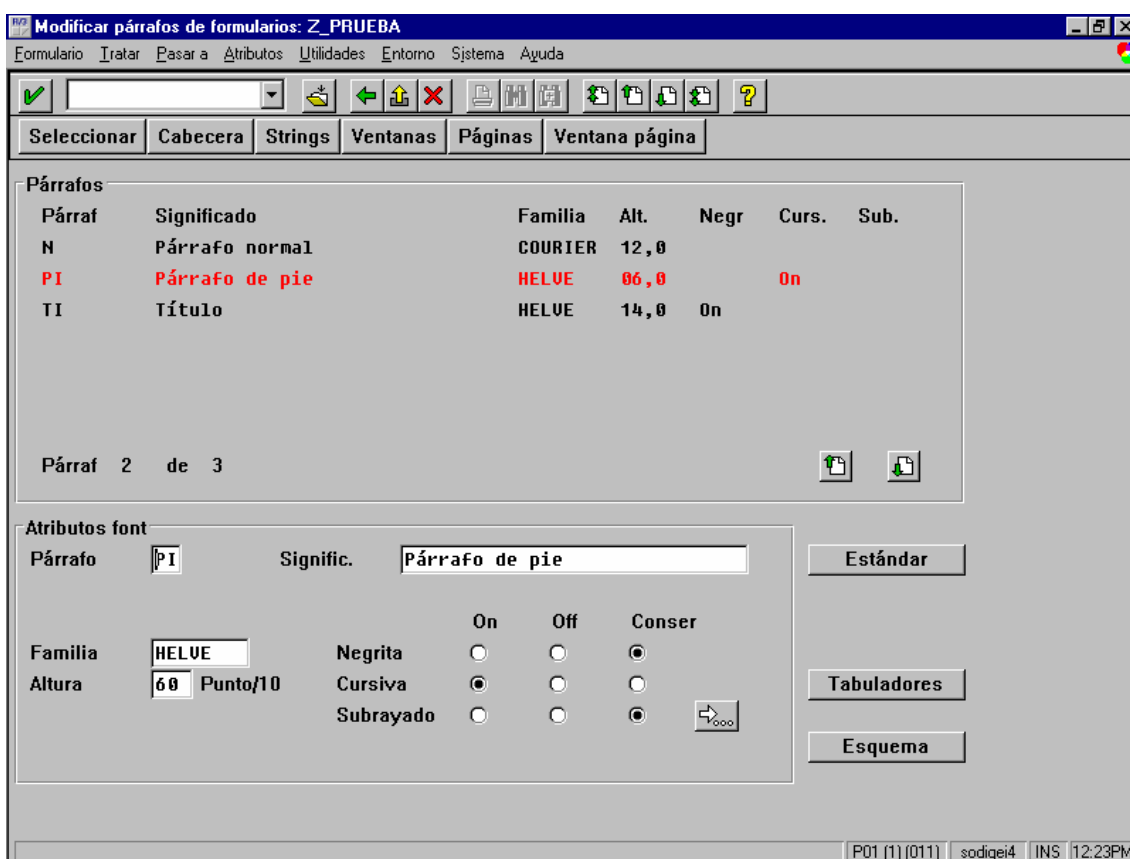 R/3 Modificar párrafos de formularios: Z_PRUEBA
Formulario Tratar Pasar a Atributos Utilidades Entorno Sistema Ayuda
Seleccionar Cabecera Strings Ventanas Páginas Ventana página
Párrafos
Párraf Significado Familia Alt. Negr Curs. Sub.
N Párrafo normal COURIER 12,0
PI Párrafo de pie HELVE 06,0 On
TI Título HELVE 14,0 On
Párraf 2 de 3
Atributos font
Párrafo PI Signific. Párrafo de pie Estándar
On Off Conser
Familia HELVE Negrita
Altura 60 Punto/10 Cursiva Tabuladores
Subrayado
Esquema
P01 (1) (011) sodigei4 INS 12:23PM